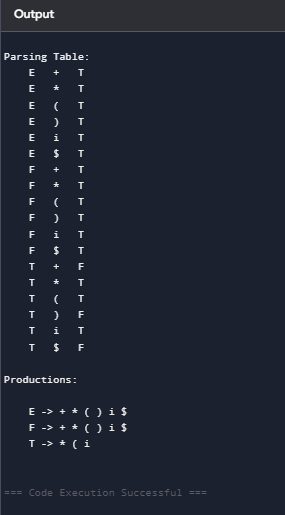 Output
Parsing Table:
E + T
E * T
E ( T
E ) T
E i T
E $ T
F + T
F * T
F ( T
F ) T
F i T
F $ T
T + F
T * T
T ( T
T ) F
T i T
T $ F
Productions:
E -> + * ( ) i $
F -> + * ( ) i $
T -> * ( i
=== Code Execution Successful ===